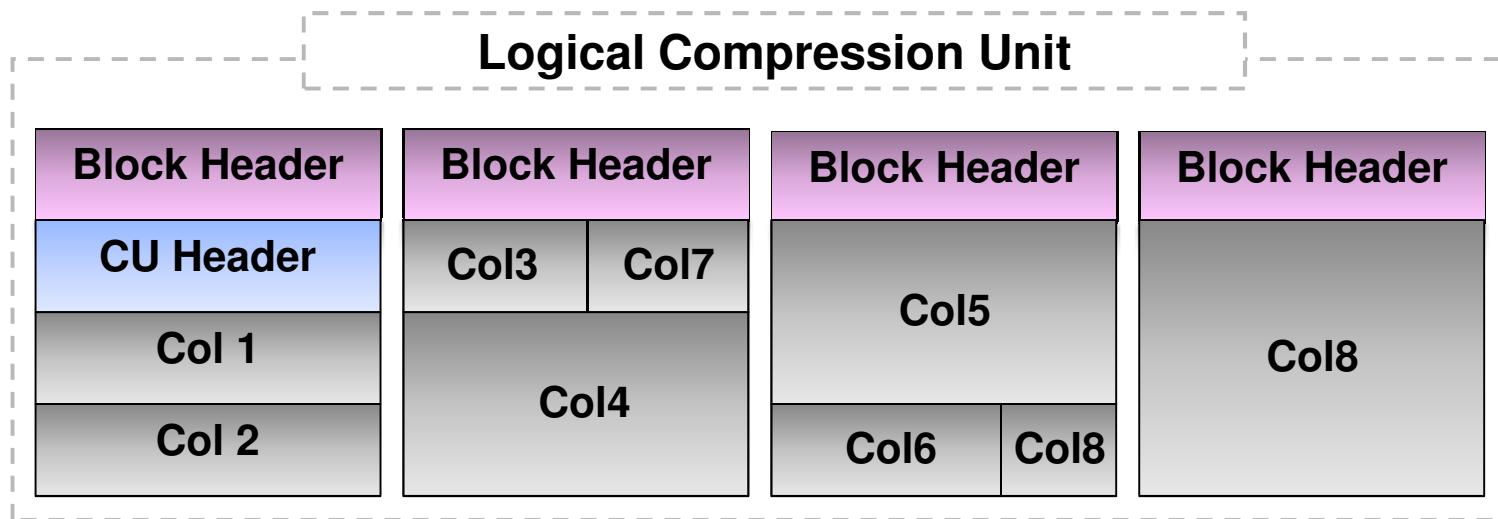 Logical Compression Unit
Block Header
CU Header
Col 1
Col 2
Block Header
Col3 Col7
Col4
Block Header
Col5
Col6 Col8
Block Header
Col8